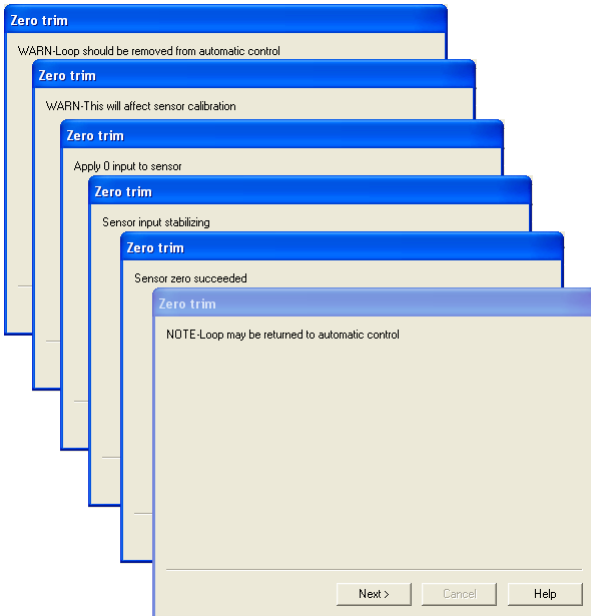 Zero trim
WARN-Loop should be removed from automatic control
Zero trim
WARN-This will affect sensor calibration
Zero trim
Apply 0 input to sensor
Zero trim
Sensor input stabilizing
Zero trim
Sensor zero succeeded
Zero trim
NOTE-Loop may be returned to automatic control
Next > Cancel Help